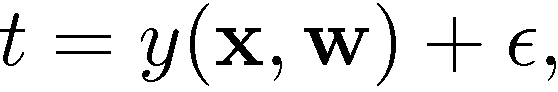 t = y(𝐱, 𝐰) + ϵ,